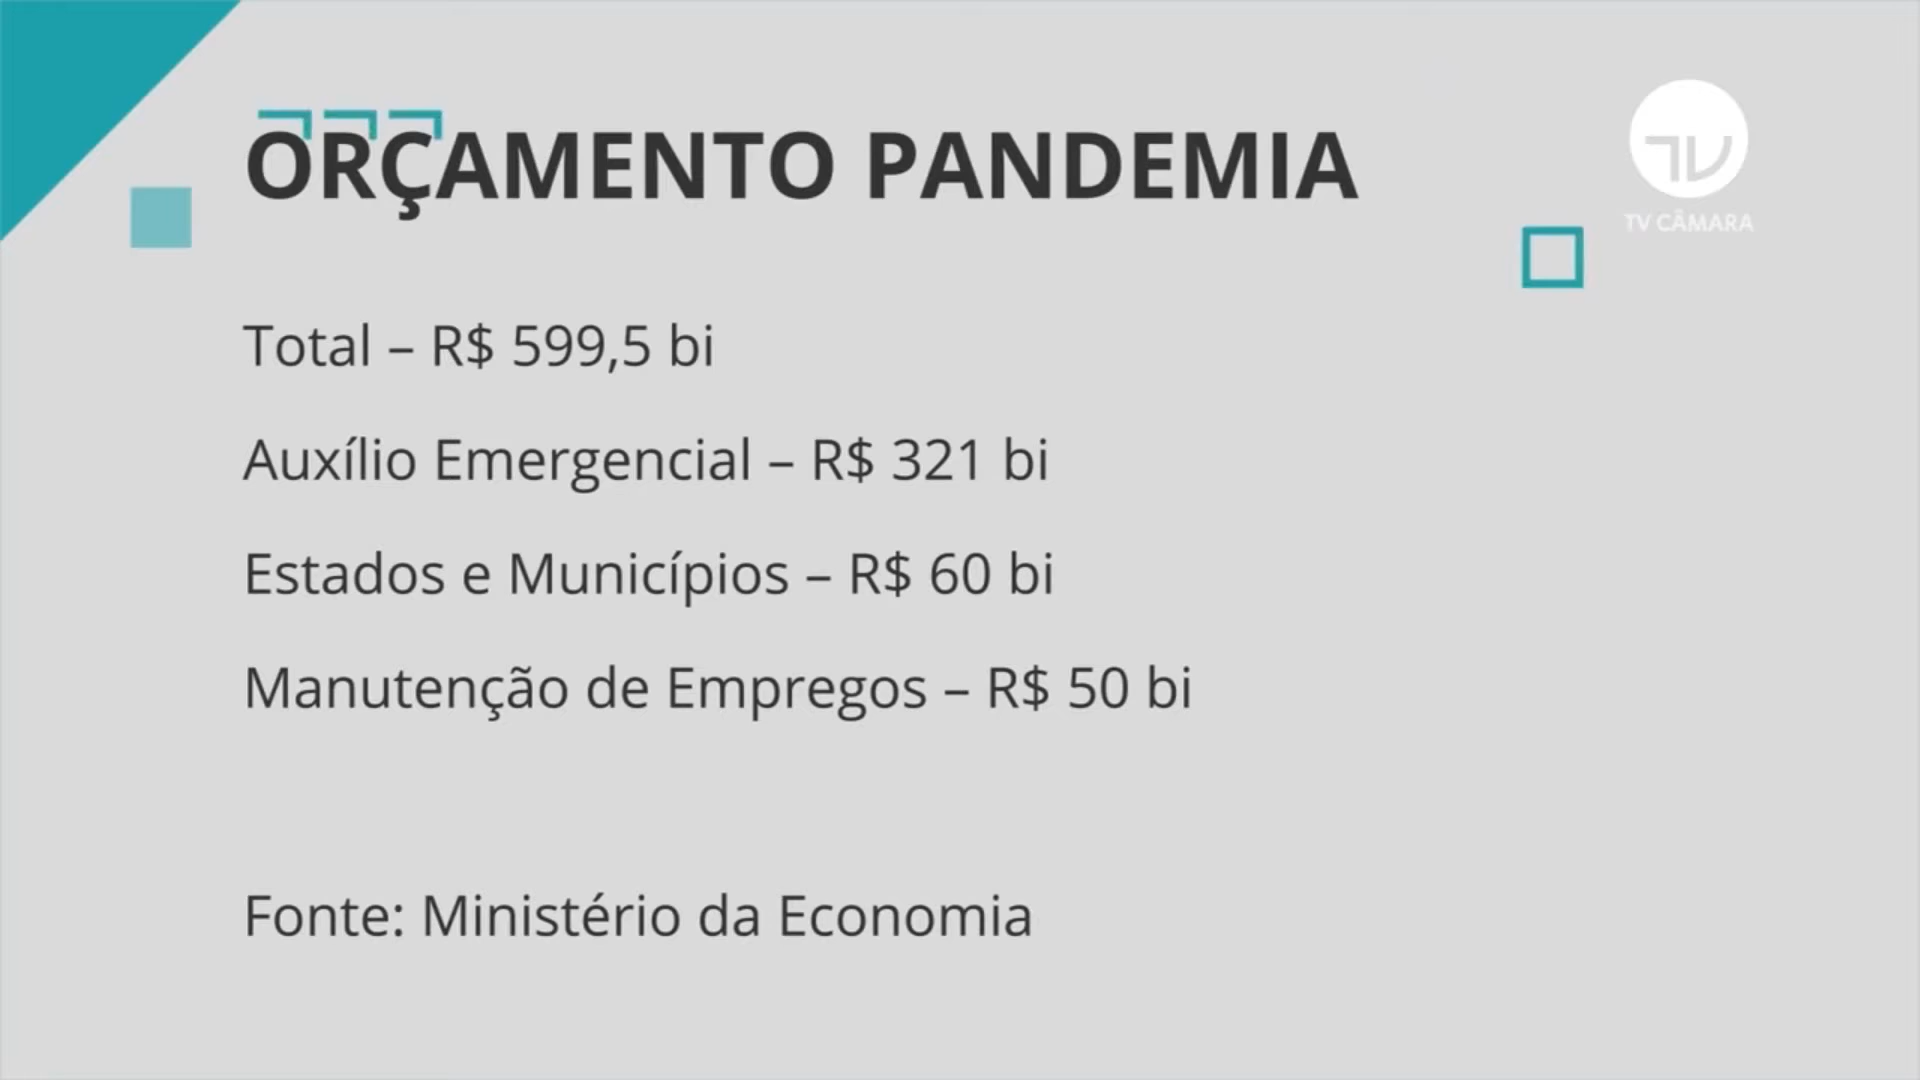 ORÇAMENTO PANDEMIA
TV CÂMARA
Total – R$ 599,5 bi
Auxílio Emergencial – R$ 321 bi
Estados e Municípios – R$ 60 bi
Manutenção de Empregos – R$ 50 bi
Fonte: Ministério da Economia